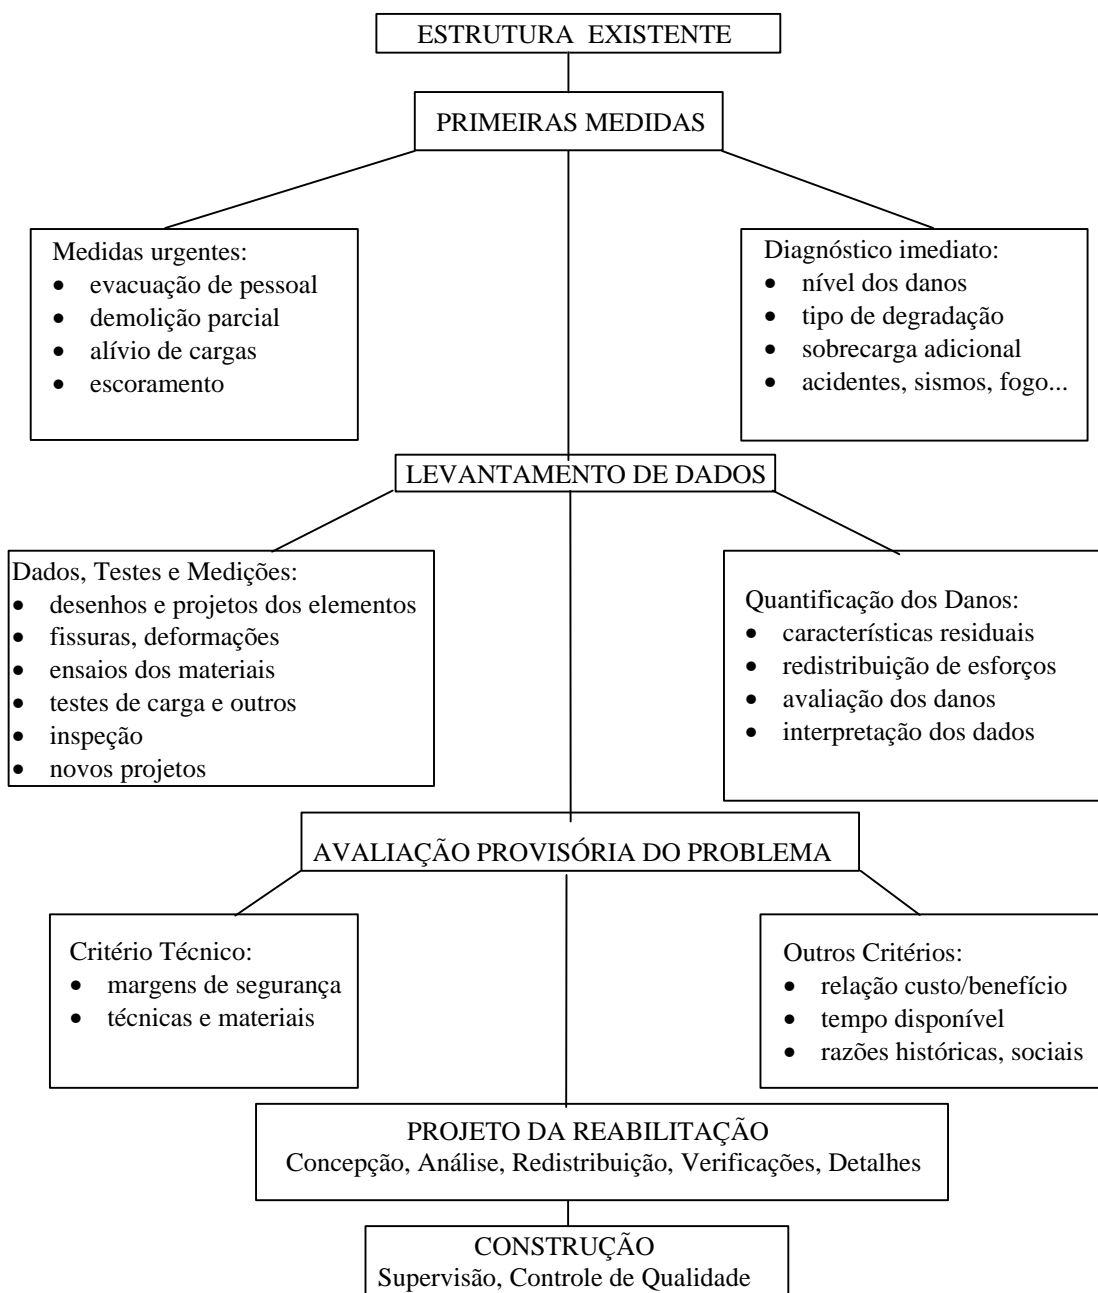 ESTRUTURA EXISTENTE
PRIMEIRAS MEDIDAS
Medidas urgentes:
• evacuação de pessoal
• demolição parcial
• alívio de cargas
• escoramento
Diagnóstico imediato:
• nível dos danos
• tipo de degradação
• sobrecarga adicional
• acidentes, sismos, fogo...
LEVANTAMENTO DE DADOS
Dados, Testes e Medições:
• desenhos e projetos dos elementos
• fissuras, deformações
• ensaios dos materiais
• testes de carga e outros
• inspeção
• novos projetos
Quantificação dos Danos:
• características residuais
• redistribuição de esforços
• avaliação dos danos
• interpretação dos dados
AVALIAÇÃO PROVISÓRIA DO PROBLEMA
Critério Técnico:
• margens de segurança
• técnicas e materiais
Outros Critérios:
• relação custo/benefício
• tempo disponível
• razões históricas, sociais
PROJETO DA REABILITAÇÃO
Concepção, Análise, Redistribuição, Verificações, Detalhes
CONSTRUÇÃO
Supervisão, Controle de Qualidade